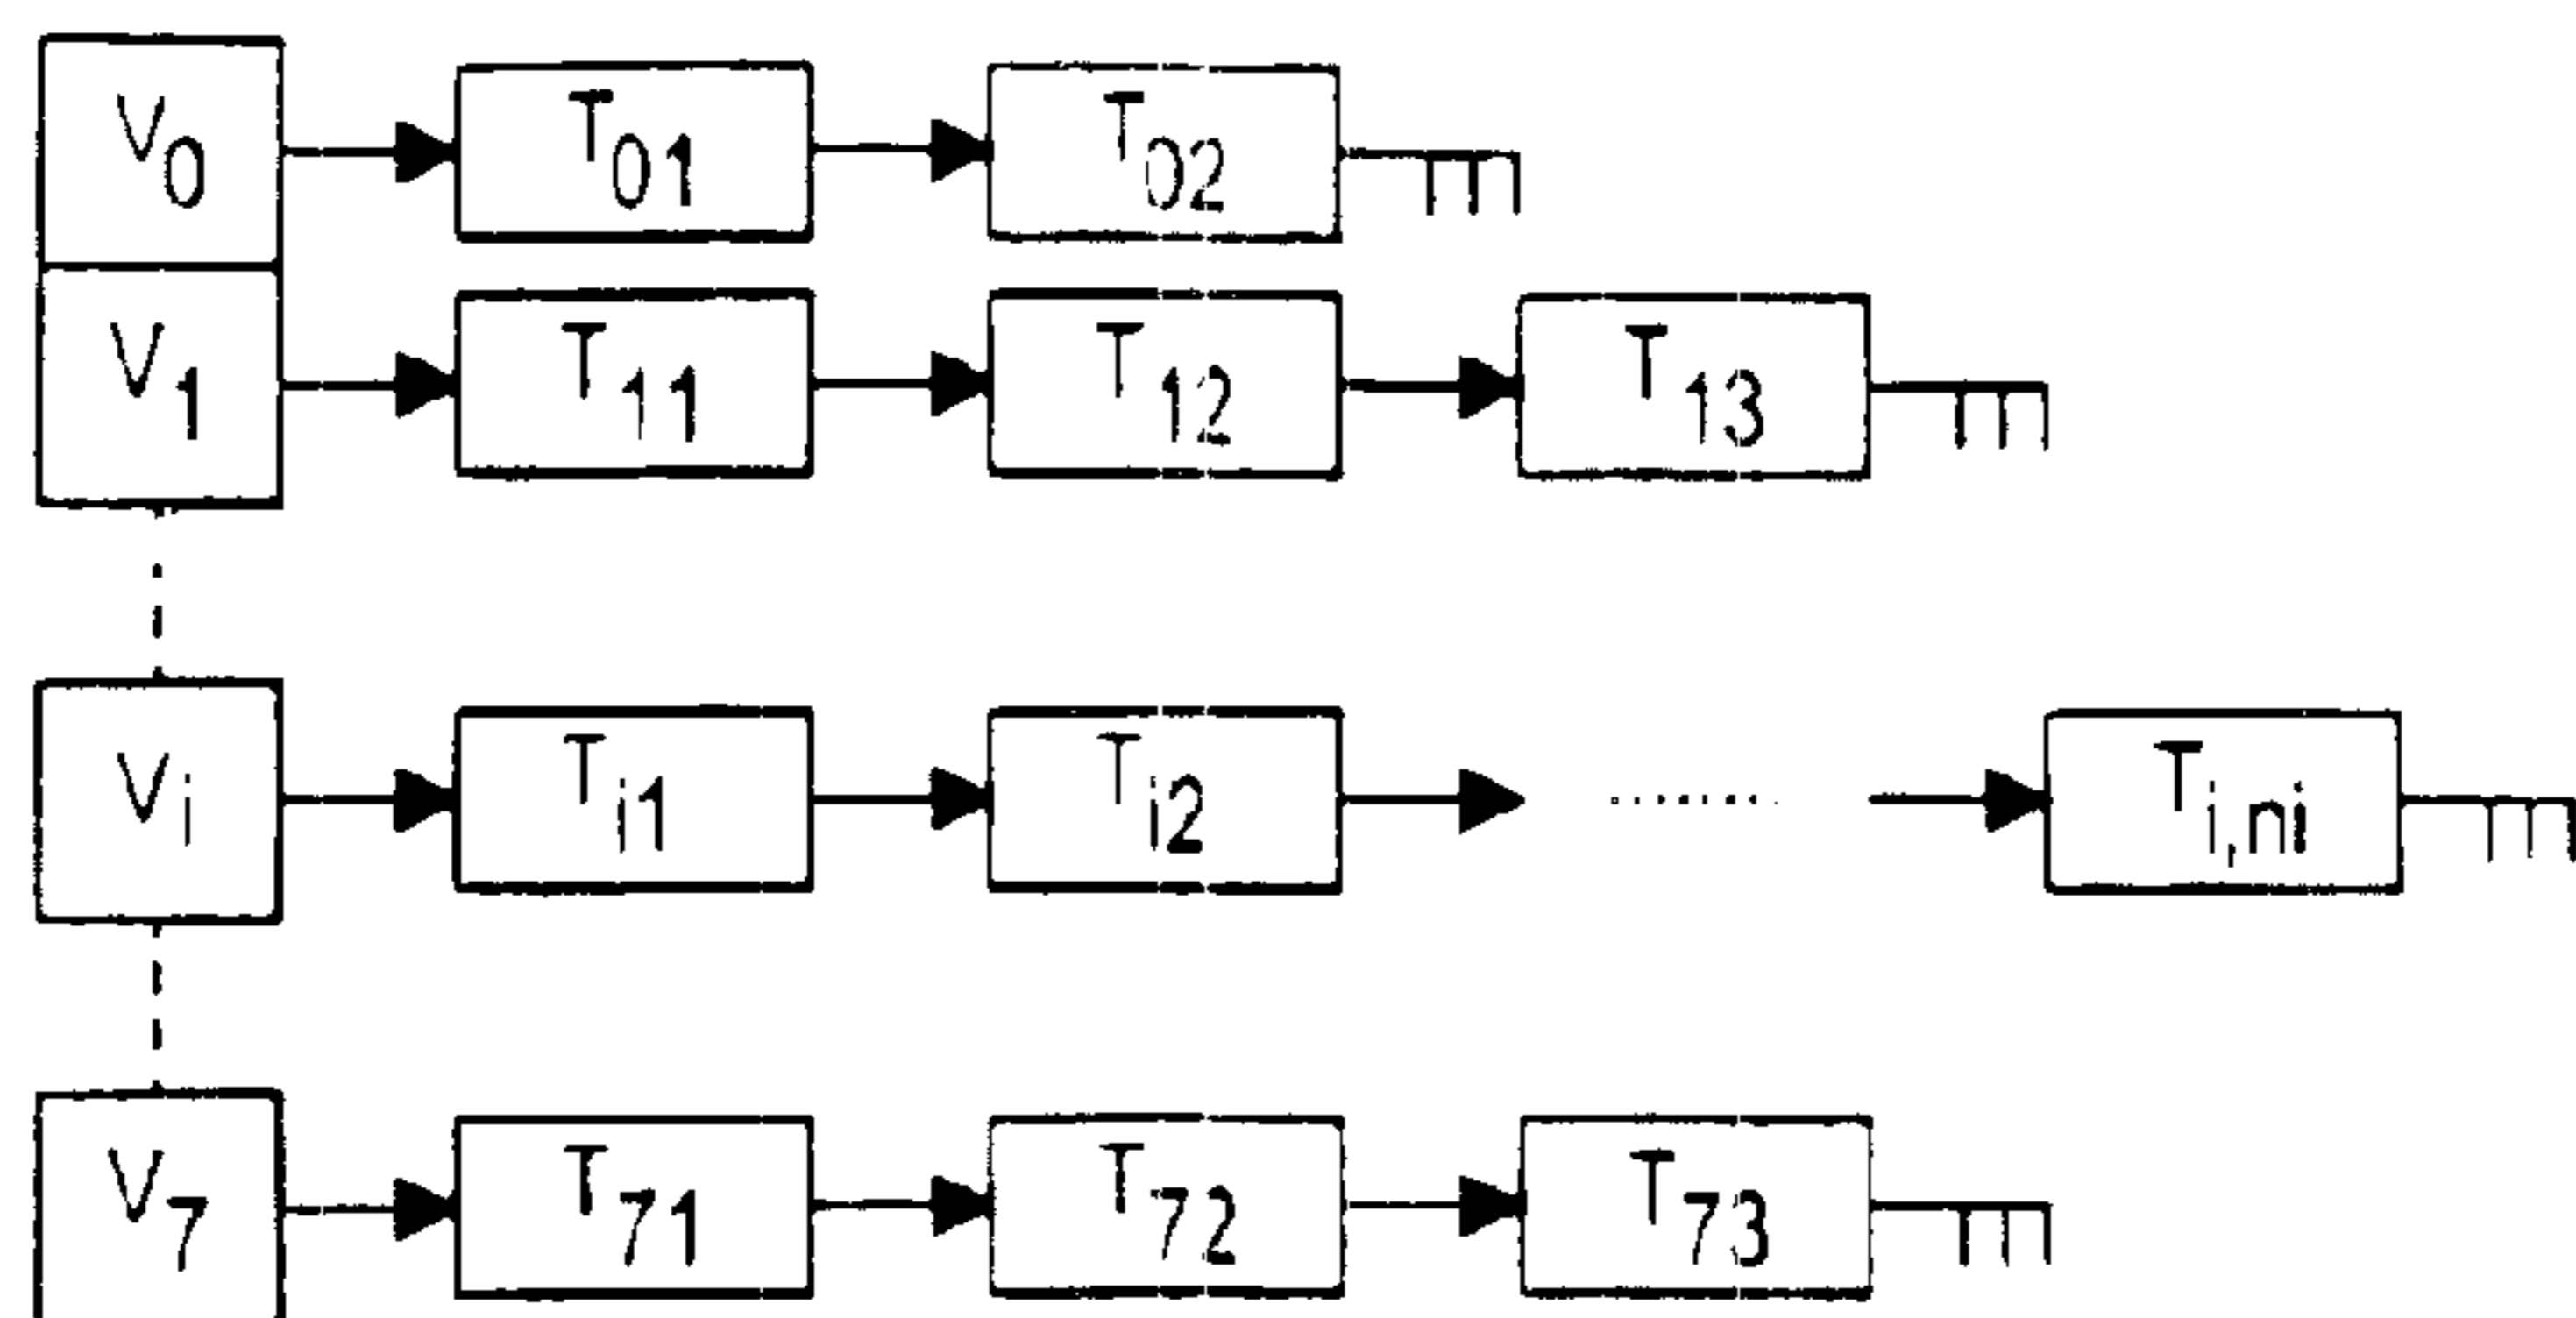 V0 T01 T02
V1 T11 T12 T13
Vi Ti1 Ti2 ........ Ti,ni
V7 T71 T72 T73